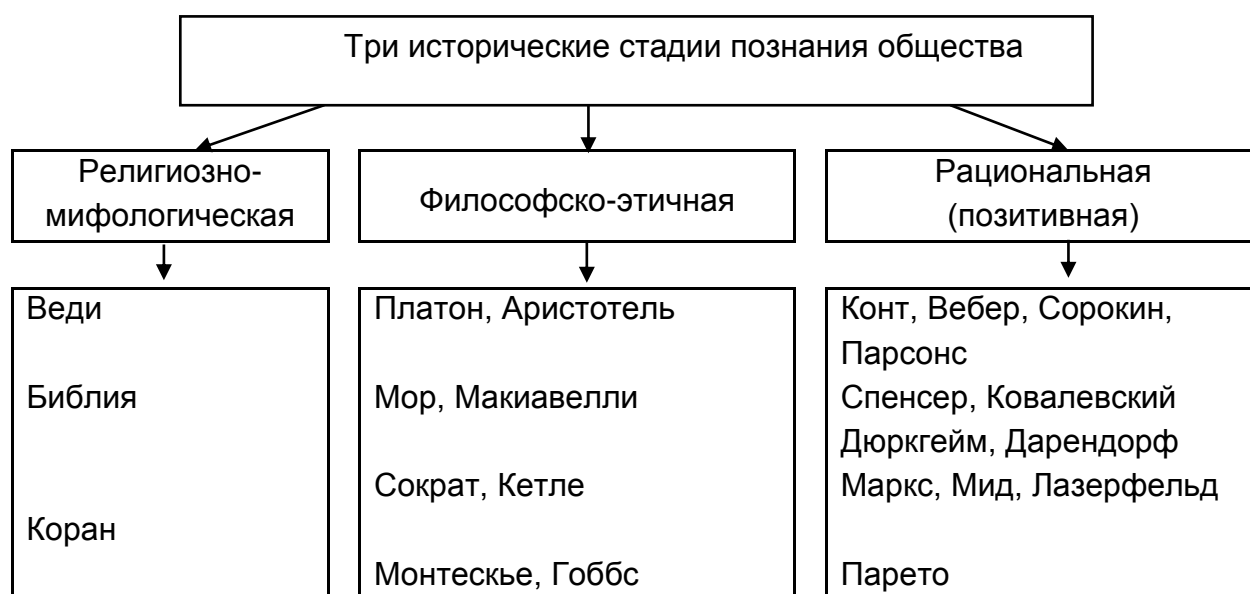 Три исторические стадии познания общества
Религиозно-
мифологическая
Философско-этичная
Рациональная
(позитивная)
Веди
Библия
Коран
Платон, Аристотель
Мор, Макиавелли
Сократ, Кетле
Монтескье, Гоббс
Конт, Вебер, Сорокин,
Парсонс
Спенсер, Ковалевский
Дюркгейм, Дарендорф
Маркс, Мид, Лазерфельд
Парето